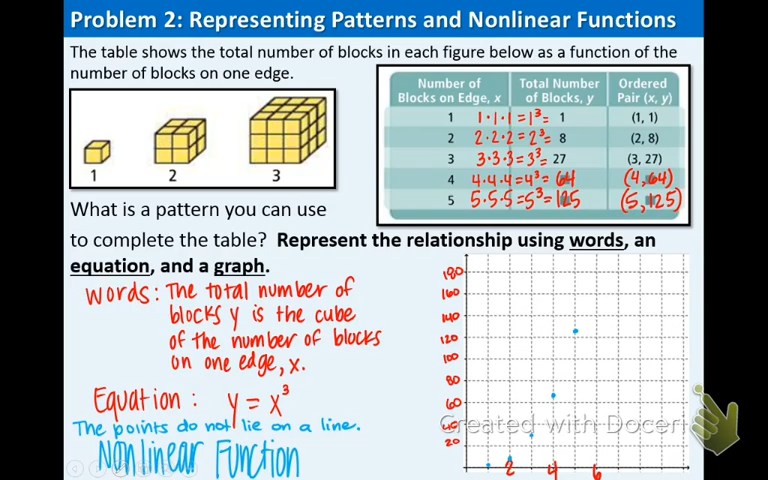 Problem 2: Representing Patterns and Nonlinear Functions
The table shows the total number of blocks in each figure below as a function of the
number of blocks on one edge.
1 2 3
Number of Blocks on Edge, x Total Number of Blocks, y Ordered Pair (x, y)
1 1·1·1 = 1³ = 1 (1, 1)
2 2·2·2 = 2³ = 8 (2, 8)
3 3·3·3 = 3³ = 27 (3, 27)
4 4·4·4 = 4³ = 64 (4, 64)
5 5·5·5 = 5³ = 125 (5, 125)
What is a pattern you can use
to complete the table? Represent the relationship using words, an
equation, and a graph.
Words: The total number of
blocks y is the cube
of the number of blocks
on one edge, x.
Equation: y = x³
The points do not lie on a line.
Nonlinear Function
180
160
140
120
100
80
60
40
20
2 4 6
Created with Doceri